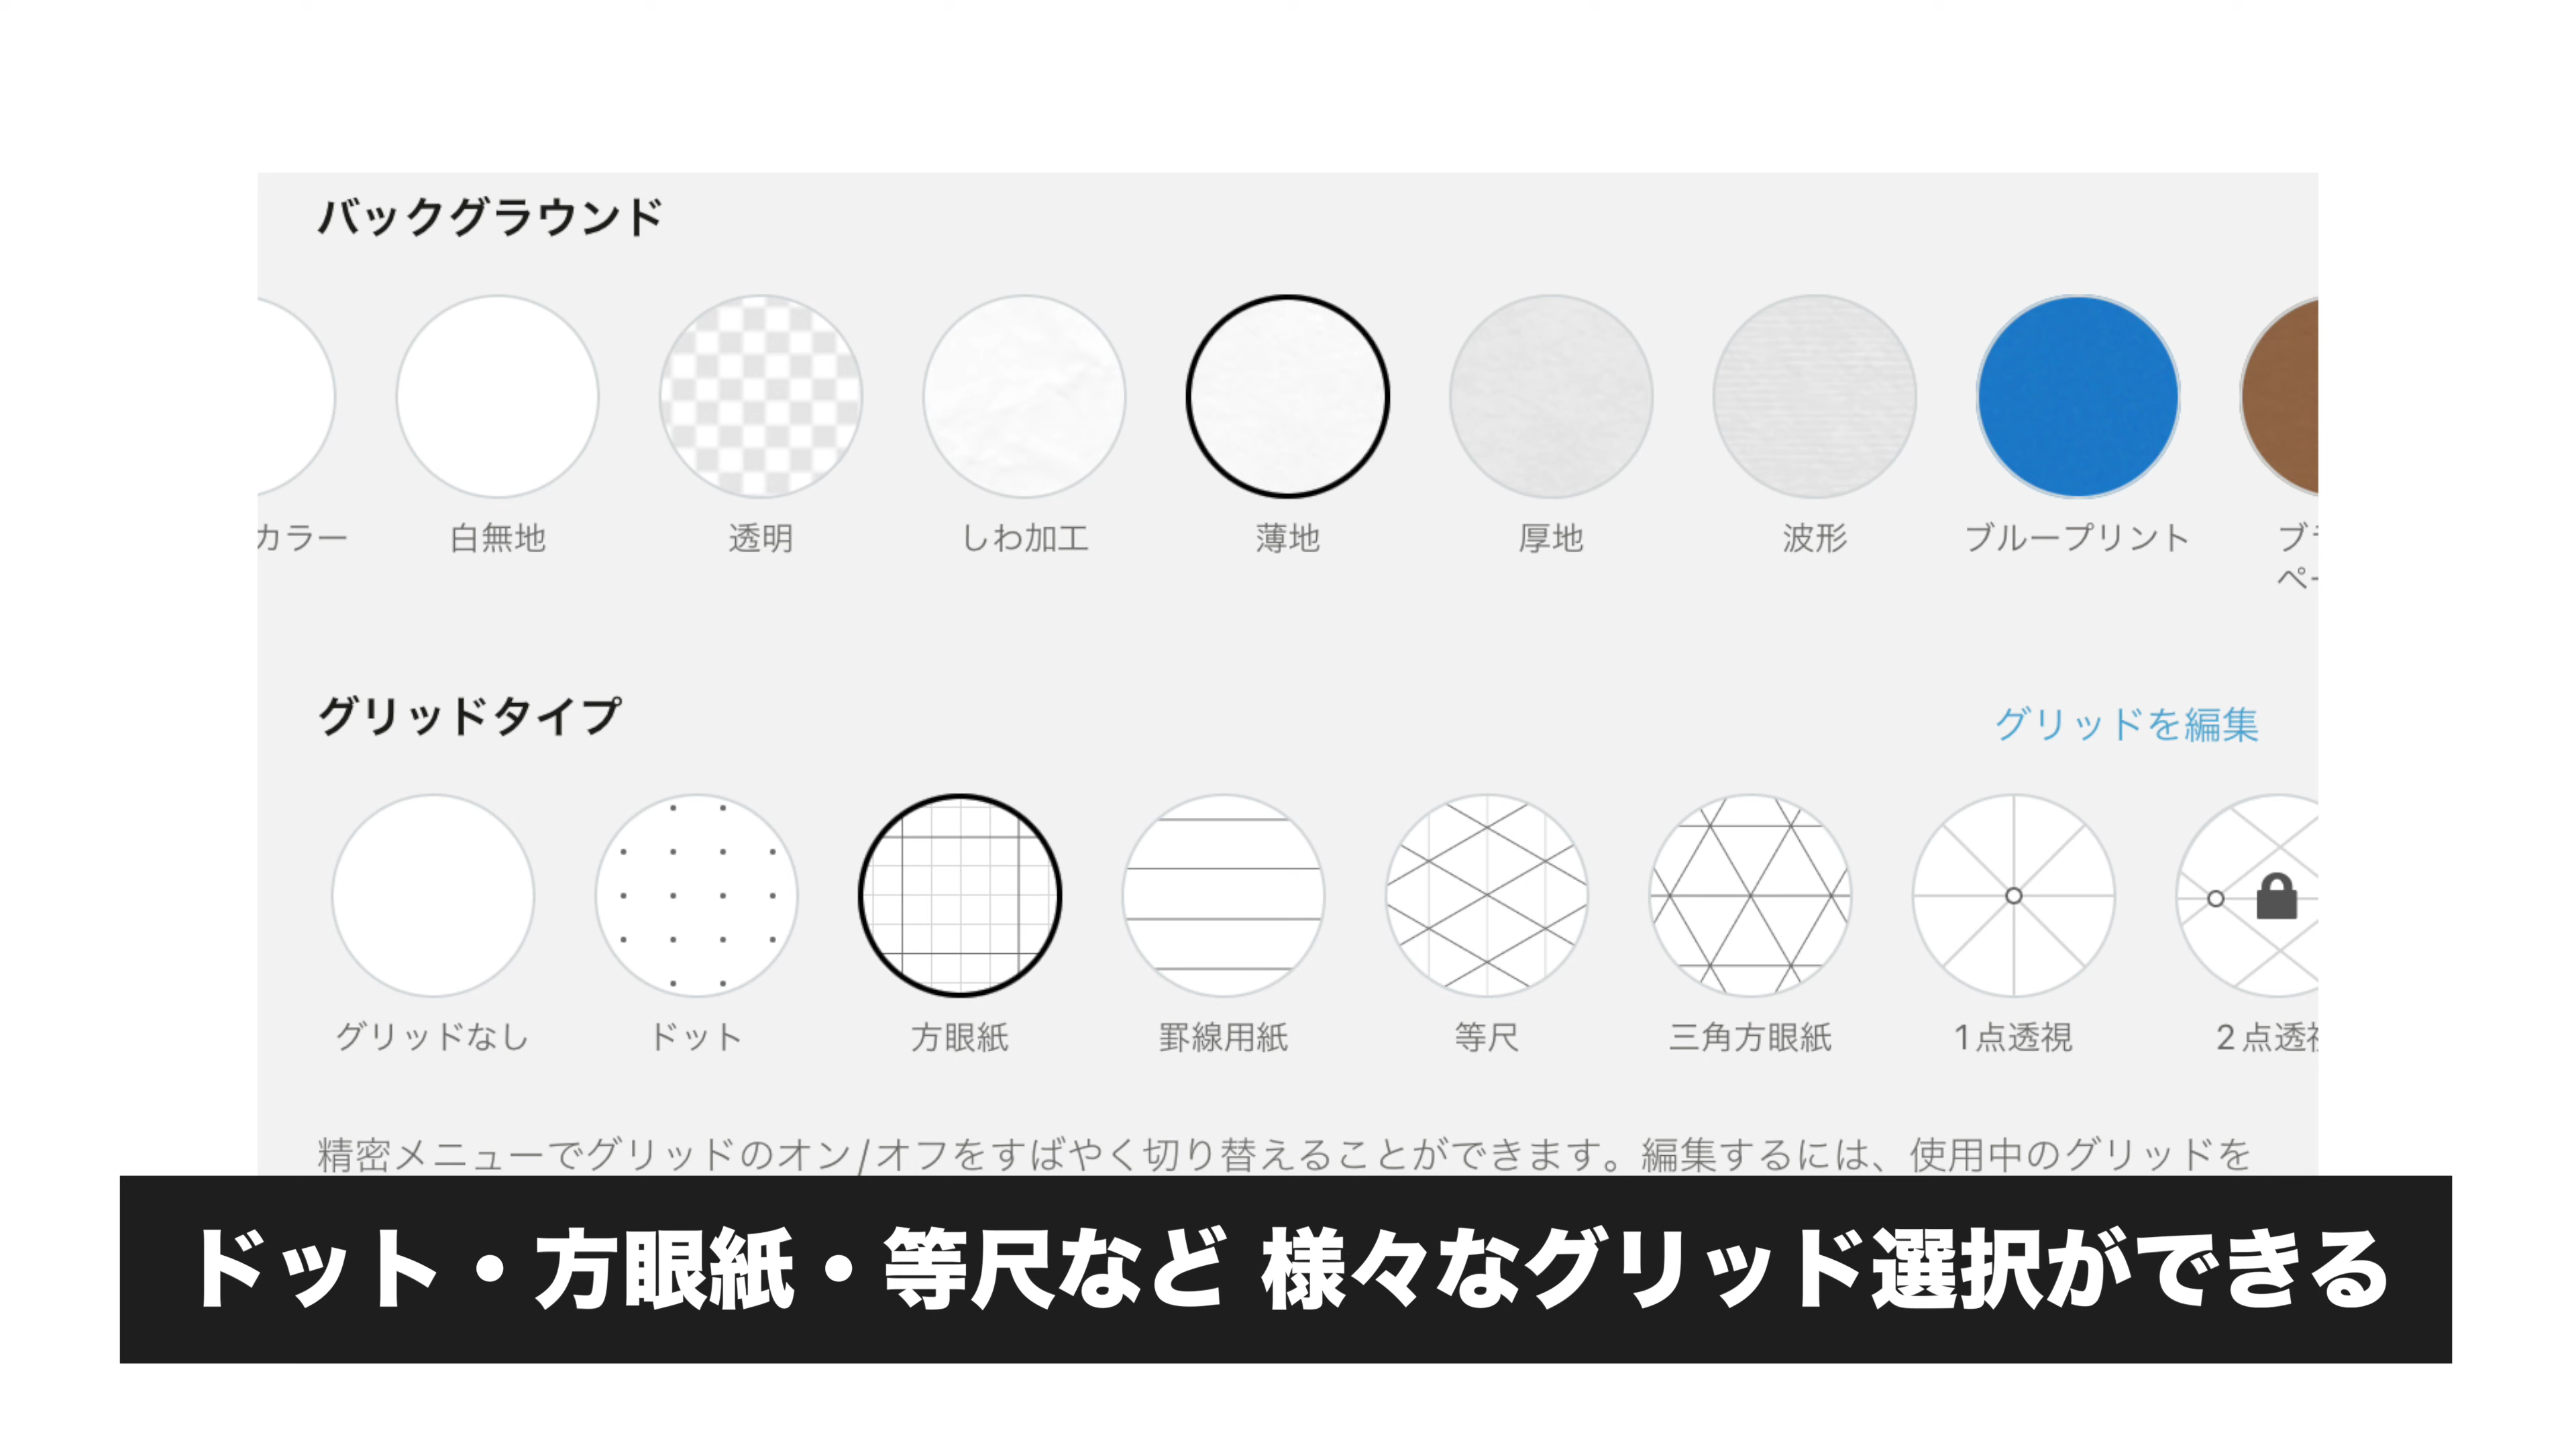 バックグラウンド
カラー 白無地 透明 しわ加工 薄地 厚地 波形 ブループリント
グリッドタイプ グリッドを編集
グリッドなし ドット 方眼紙 罫線用紙 等尺 三角方眼紙 1点透視 2点透
精密メニューでグリッドのオン/オフをすばやく切り替えることができます。編集するには、使用中のグリッドを
ドット・方眼紙・等尺など 様々なグリッド選択ができる